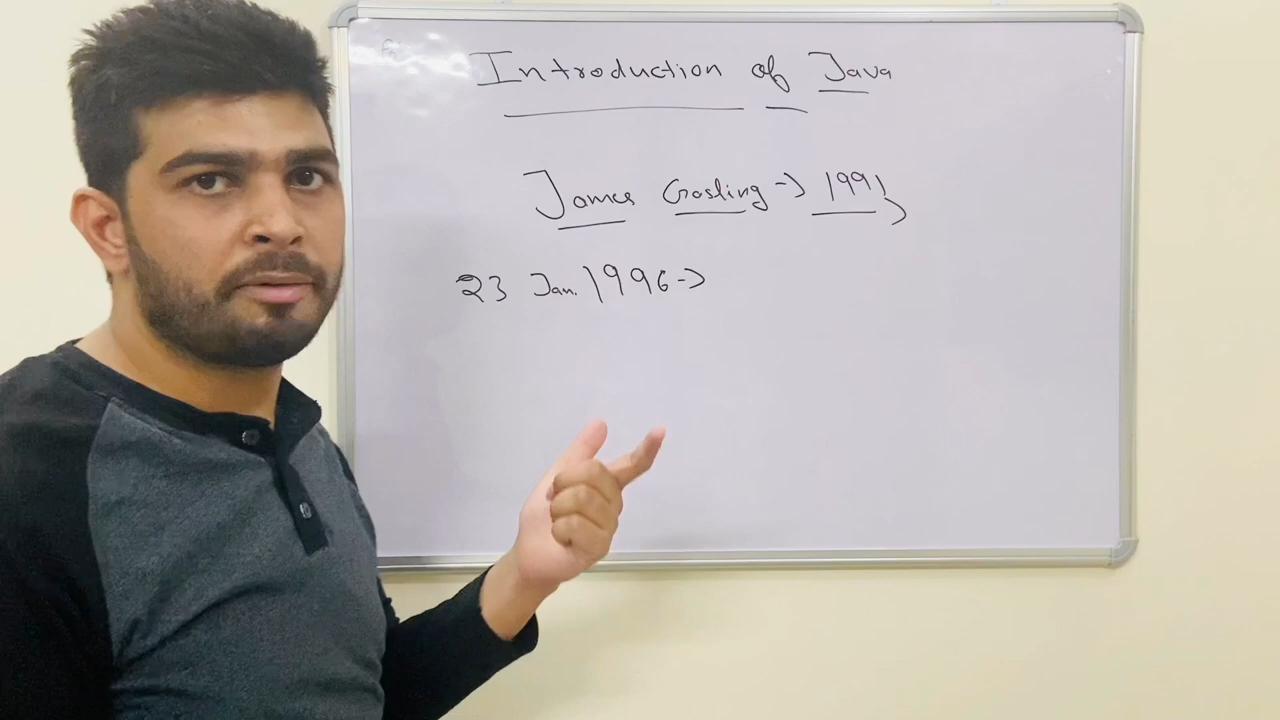 Introduction of Java
James Gosling -> 1991
23 Jan. 1996 ->